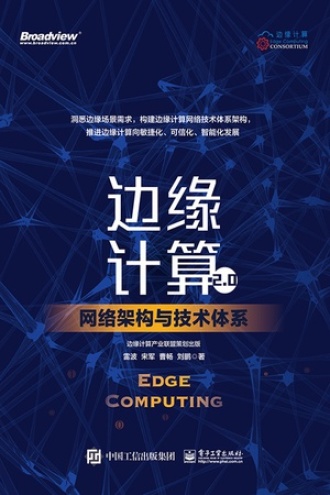 Broadview®
www.broadview.com.cn
边缘计算
Edge Computing
CONSORTIUM
洞悉边缘场景需求，构建边缘计算网络技术体系架构，
推进边缘计算向敏捷化、可信化、智能化发展
边缘
计算
2.0
网络架构与技术体系
边缘计算产业联盟策划出版
雷波 宋军 曹畅 刘鹏◎著
EDGE
COMPUTING
中国工信出版集团
电子工业出版社